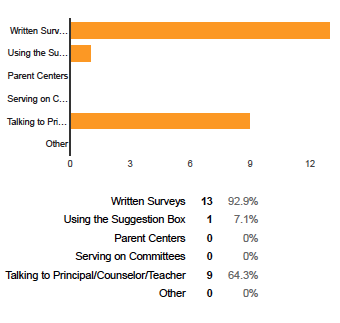 Written Surv...
Using the Su...
Parent Centers
Serving on C...
Talking to Pri...
Other
0 3 6 9 12
Written Surveys 13 92.9%
Using the Suggestion Box 1 7.1%
Parent Centers 0 0%
Serving on Committees 0 0%
Talking to Principal/Counselor/Teacher 9 64.3%
Other 0 0%